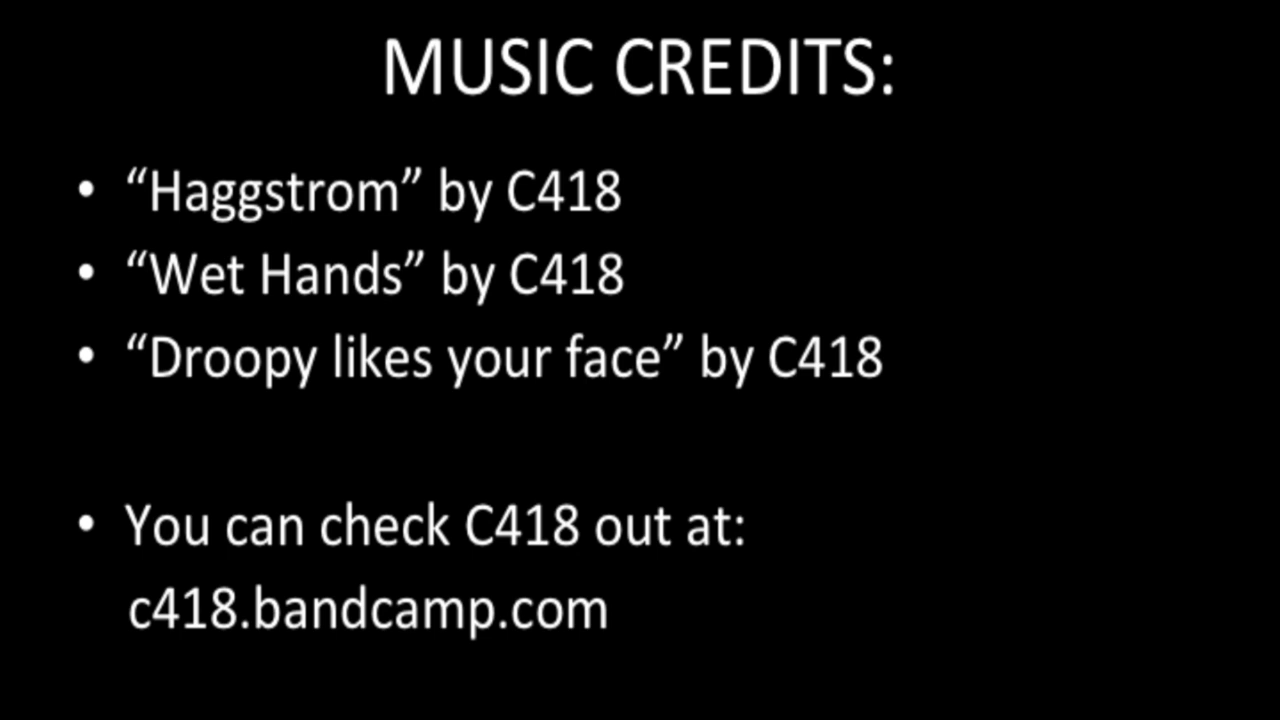 MUSIC CREDITS:
• “Haggstrom” by C418
• “Wet Hands” by C418
• “Droopy likes your face” by C418
• You can check C418 out at:
c418.bandcamp.com